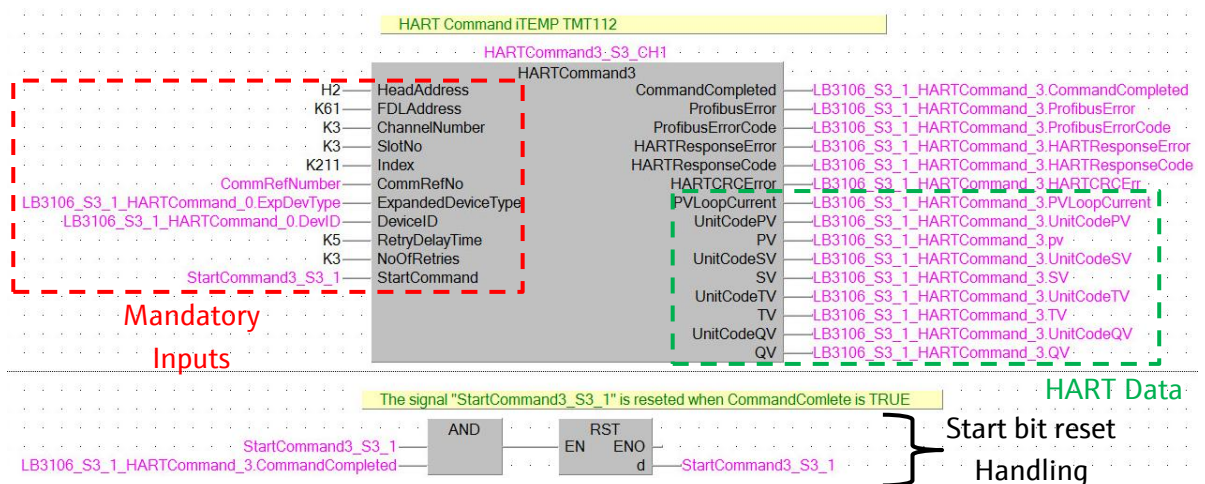 HART Command iTEMP TMT112
HARTCommand3_S3_CH1
HARTCommand3
H2 HeadAddress CommandCompleted LB3106_S3_1_HARTCommand_3.CommandCompleted
K61 FDLAddress ProfibusError LB3106_S3_1_HARTCommand_3.ProfibusError
K3 ChannelNumber ProfibusErrorCode LB3106_S3_1_HARTCommand_3.ProfibusErrorCode
K3 SlotNo HARTResponseError LB3106_S3_1_HARTCommand_3.HARTResponseError
K211 Index HARTResponseCode LB3106_S3_1_HARTCommand_3.HARTResponseCode
CommRefNumber CommRefNo HARTCRCError LB3106_S3_1_HARTCommand_3.HARTCRCErr
LB3106_S3_1_HARTCommand_0.ExpDevType ExpandedDeviceType PVLoopCurrent LB3106_S3_1_HARTCommand_3.PVLoopCurrent
LB3106_S3_1_HARTCommand_0.DevID DeviceID UnitCodePV LB3106_S3_1_HARTCommand_3.UnitCodePV
K5 RetryDelayTime PV LB3106_S3_1_HARTCommand_3.pv
K3 NoOfRetries UnitCodeSV LB3106_S3_1_HARTCommand_3.UnitCodeSV
StartCommand3_S3_1 StartCommand SV LB3106_S3_1_HARTCommand_3.SV
UnitCodeTV LB3106_S3_1_HARTCommand_3.UnitCodeTV
TV LB3106_S3_1_HARTCommand_3.TV
UnitCodeQV LB3106_S3_1_HARTCommand_3.UnitCodeQV
QV LB3106_S3_1_HARTCommand_3.QV
Mandatory
Inputs
HART Data
The signal "StartCommand3_S3_1" is reseted when CommandComlete is TRUE
AND RST
StartCommand3_S3_1 EN ENO
LB3106_S3_1_HARTCommand_3.CommandCompleted d StartCommand3_S3_1
Start bit reset
Handling